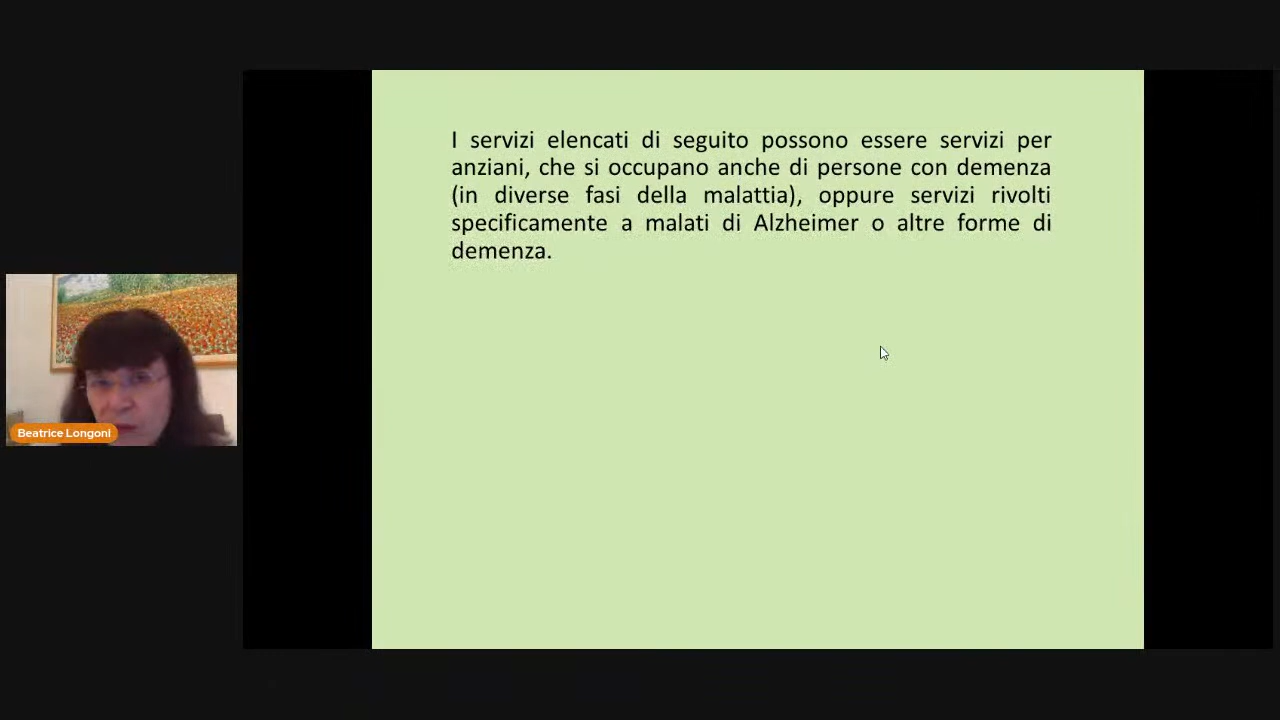 I servizi elencati di seguito possono essere servizi per
anziani, che si occupano anche di persone con demenza
(in diverse fasi della malattia), oppure servizi rivolti
specificamente a malati di Alzheimer o altre forme di
demenza.
Beatrice Longoni